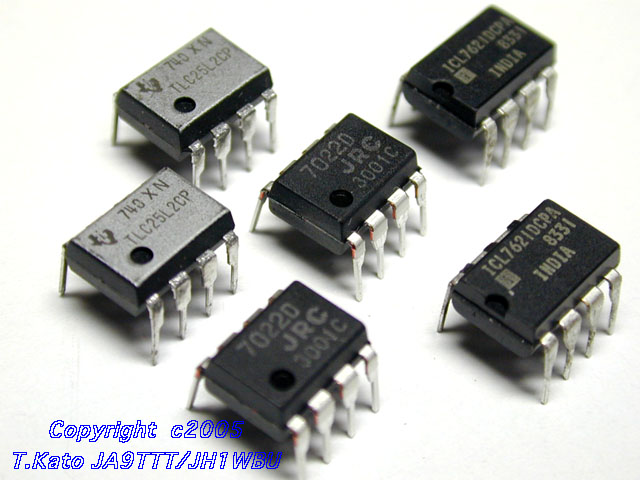 740 XN
TLC25L2CP
ICL7621DCPA
8331
INDIA
7022D
JRC
3001C
740 XN
TLC25L2CP
ICL7621DCPA
8331
INDIA
7022D
JRC
3001C
Copyright
T.Kato JA9TTT/JH1WBU